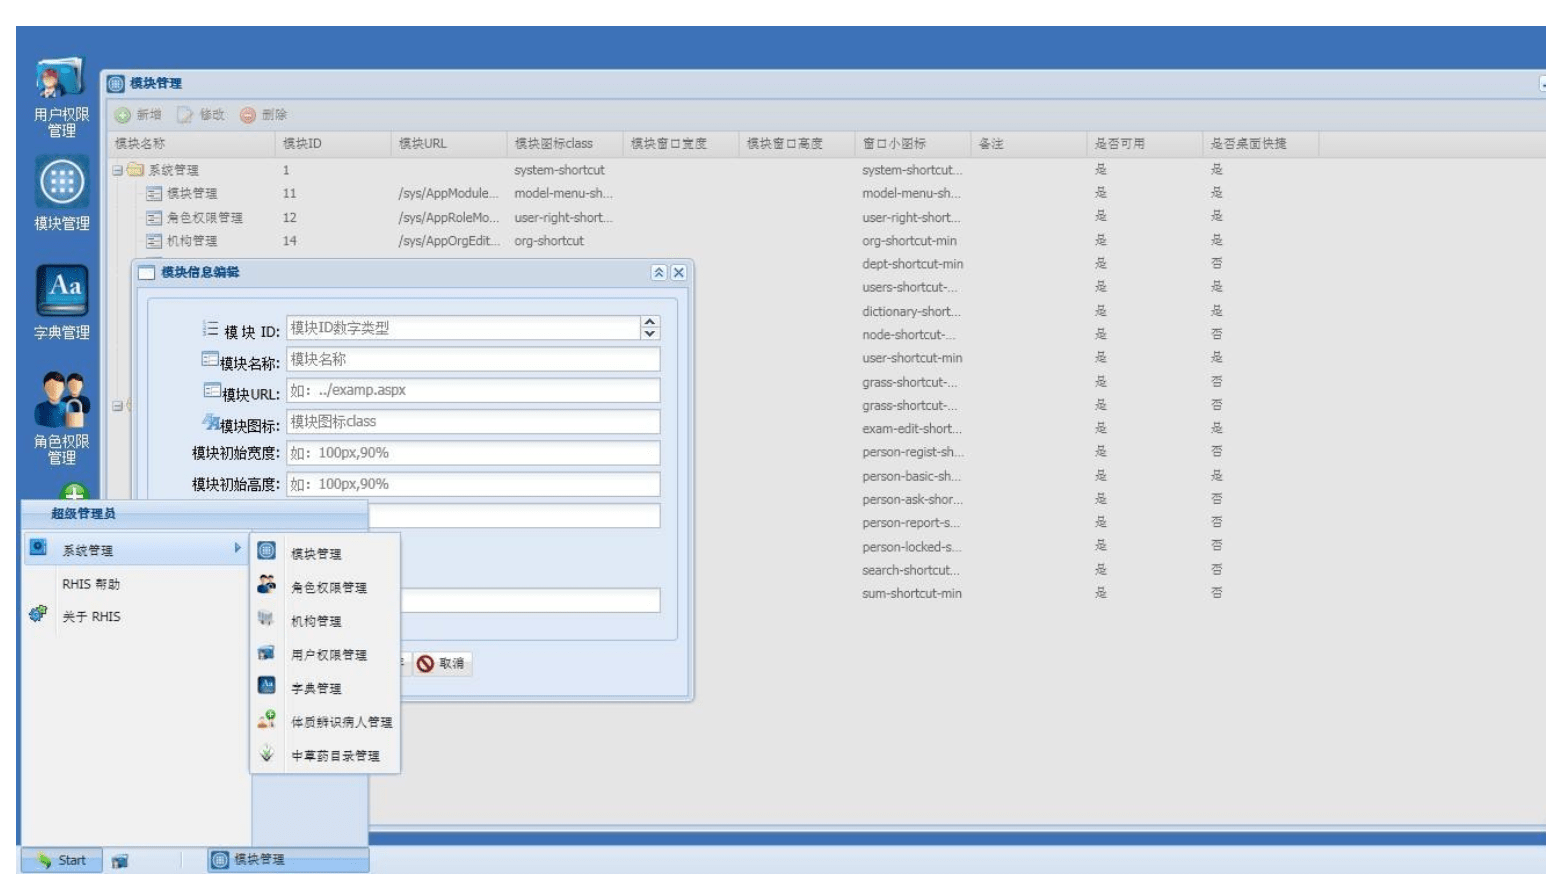 用户权限
管理
模块管理
字典管理
角色权限
管理
模块管理
新增 修改 删除
模块名称 模块ID 模块URL 模块图标class 模块窗口宽度 模块窗口高度 窗口小图标 备注 是否可用 是否桌面快捷
系统管理 1 system-shortcut system-shortcut... 是 是
模块管理 11 /sys/AppModule... model-menu-sh... model-menu-sh... 是 是
角色权限管理 12 /sys/AppRoleMo... user-right-short... user-right-short... 是 是
机构管理 14 /sys/AppOrgEdit... org-shortcut org-shortcut-min 是 是
dept-shortcut-min 是 否
users-shortcut-... 是 是
dictionary-short... 是 是
node-shortcut-... 是 否
user-shortcut-min 是 是
grass-shortcut-... 是 否
grass-shortcut-... 是 否
exam-edit-short... 是 是
person-regist-sh... 是 否
person-basic-sh... 是 是
person-ask-shor... 是 否
person-report-s... 是 否
person-locked-s... 是 否
search-shortcut... 是 否
sum-shortcut-min 是 否
模块信息编辑
模 块 ID: 模块ID数字类型
模块名称: 模块名称
模块URL: 如：../examp.aspx
模块图标: 模块图标class
模块初始宽度: 如：100px,90%
模块初始高度: 如：100px,90%
取消
超级管理员
系统管理
RHIS 帮助
关于 RHIS
模块管理
角色权限管理
机构管理
用户权限管理
字典管理
体质辨识病人管理
中草药目录管理
Start 模块管理